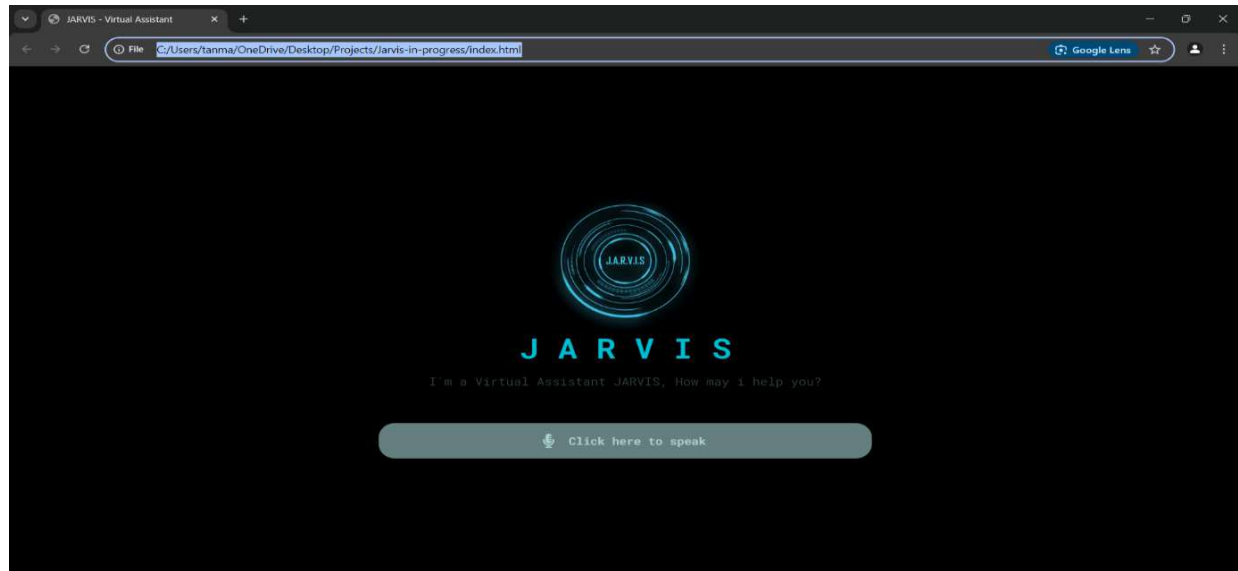 JARVIS - Virtual Assistant
File C:/Users/tanma/OneDrive/Desktop/Projects/Jarvis-in-progress/index.html Google Lens
J.A.R.V.I.S
JARVIS
I'm a Virtual Assistant JARVIS, How may i help you?
Click here to speak